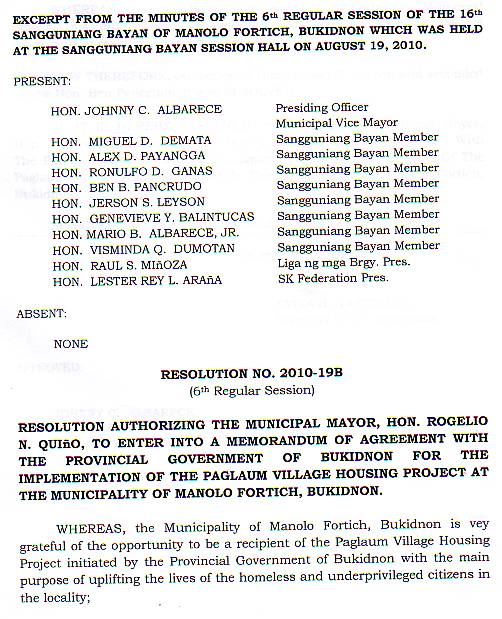 EXCERPT FROM THE MINUTES OF THE 6th REGULAR SESSION OF THE 16th
SANGGUNIANG BAYAN OF MANOLO FORTICH, BUKIDNON WHICH WAS HELD
AT THE SANGGUNIANG BAYAN SESSION HALL ON AUGUST 19, 2010.
PRESENT:
HON. JOHNNY C. ALBARECE Presiding Officer
Municipal Vice Mayor
HON. MIGUEL D. DEMATA Sangguniang Bayan Member
HON. ALEX D. PAYANGGA Sangguniang Bayan Member
HON. RONULFO D. GANAS Sangguniang Bayan Member
HON. BEN B. PANCRUDO Sangguniang Bayan Member
HON. JERSON S. LEYSON Sangguniang Bayan Member
HON. GENEVIEVE Y. BALINTUCAS Sangguniang Bayan Member
HON. MARIO B. ALBARECE, JR. Sangguniang Bayan Member
HON. VISMINDA Q. DUMOTAN Sangguniang Bayan Member
HON. RAUL S. MIñOZA Liga ng mga Brgy. Pres.
HON. LESTER REY L. ARAñA SK Federation Pres.
ABSENT:
NONE
RESOLUTION NO. 2010-19B
(6th Regular Session)
RESOLUTION AUTHORIZING THE MUNICIPAL MAYOR, HON. ROGELIO
N. QUIñO, TO ENTER INTO A MEMORANDUM OF AGREEMENT WITH
THE PROVINCIAL GOVERNMENT OF BUKIDNON FOR THE
IMPLEMENTATION OF THE PAGLAUM VILLAGE HOUSING PROJECT AT
THE MUNICIPALITY OF MANOLO FORTICH, BUKIDNON.
WHEREAS, the Municipality of Manolo Fortich, Bukidnon is vey
grateful of the opportunity to be a recipient of the Paglaum Village Housing
Project initiated by the Provincial Government of Bukidnon with the main
purpose of uplifting the lives of the homeless and underprivileged citizens in
the locality;